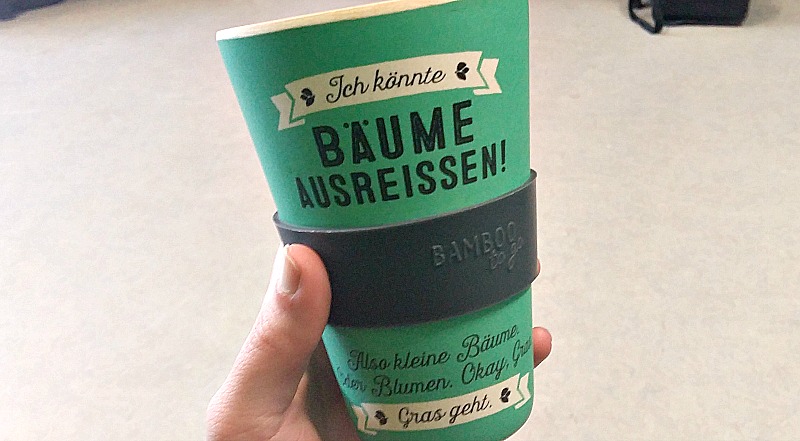 Ich könnte
BÄUME
AUSREISSEN!
BAMBOO
to go
Also kleine Bäume.
Blumen. Okay,
Gras geht.